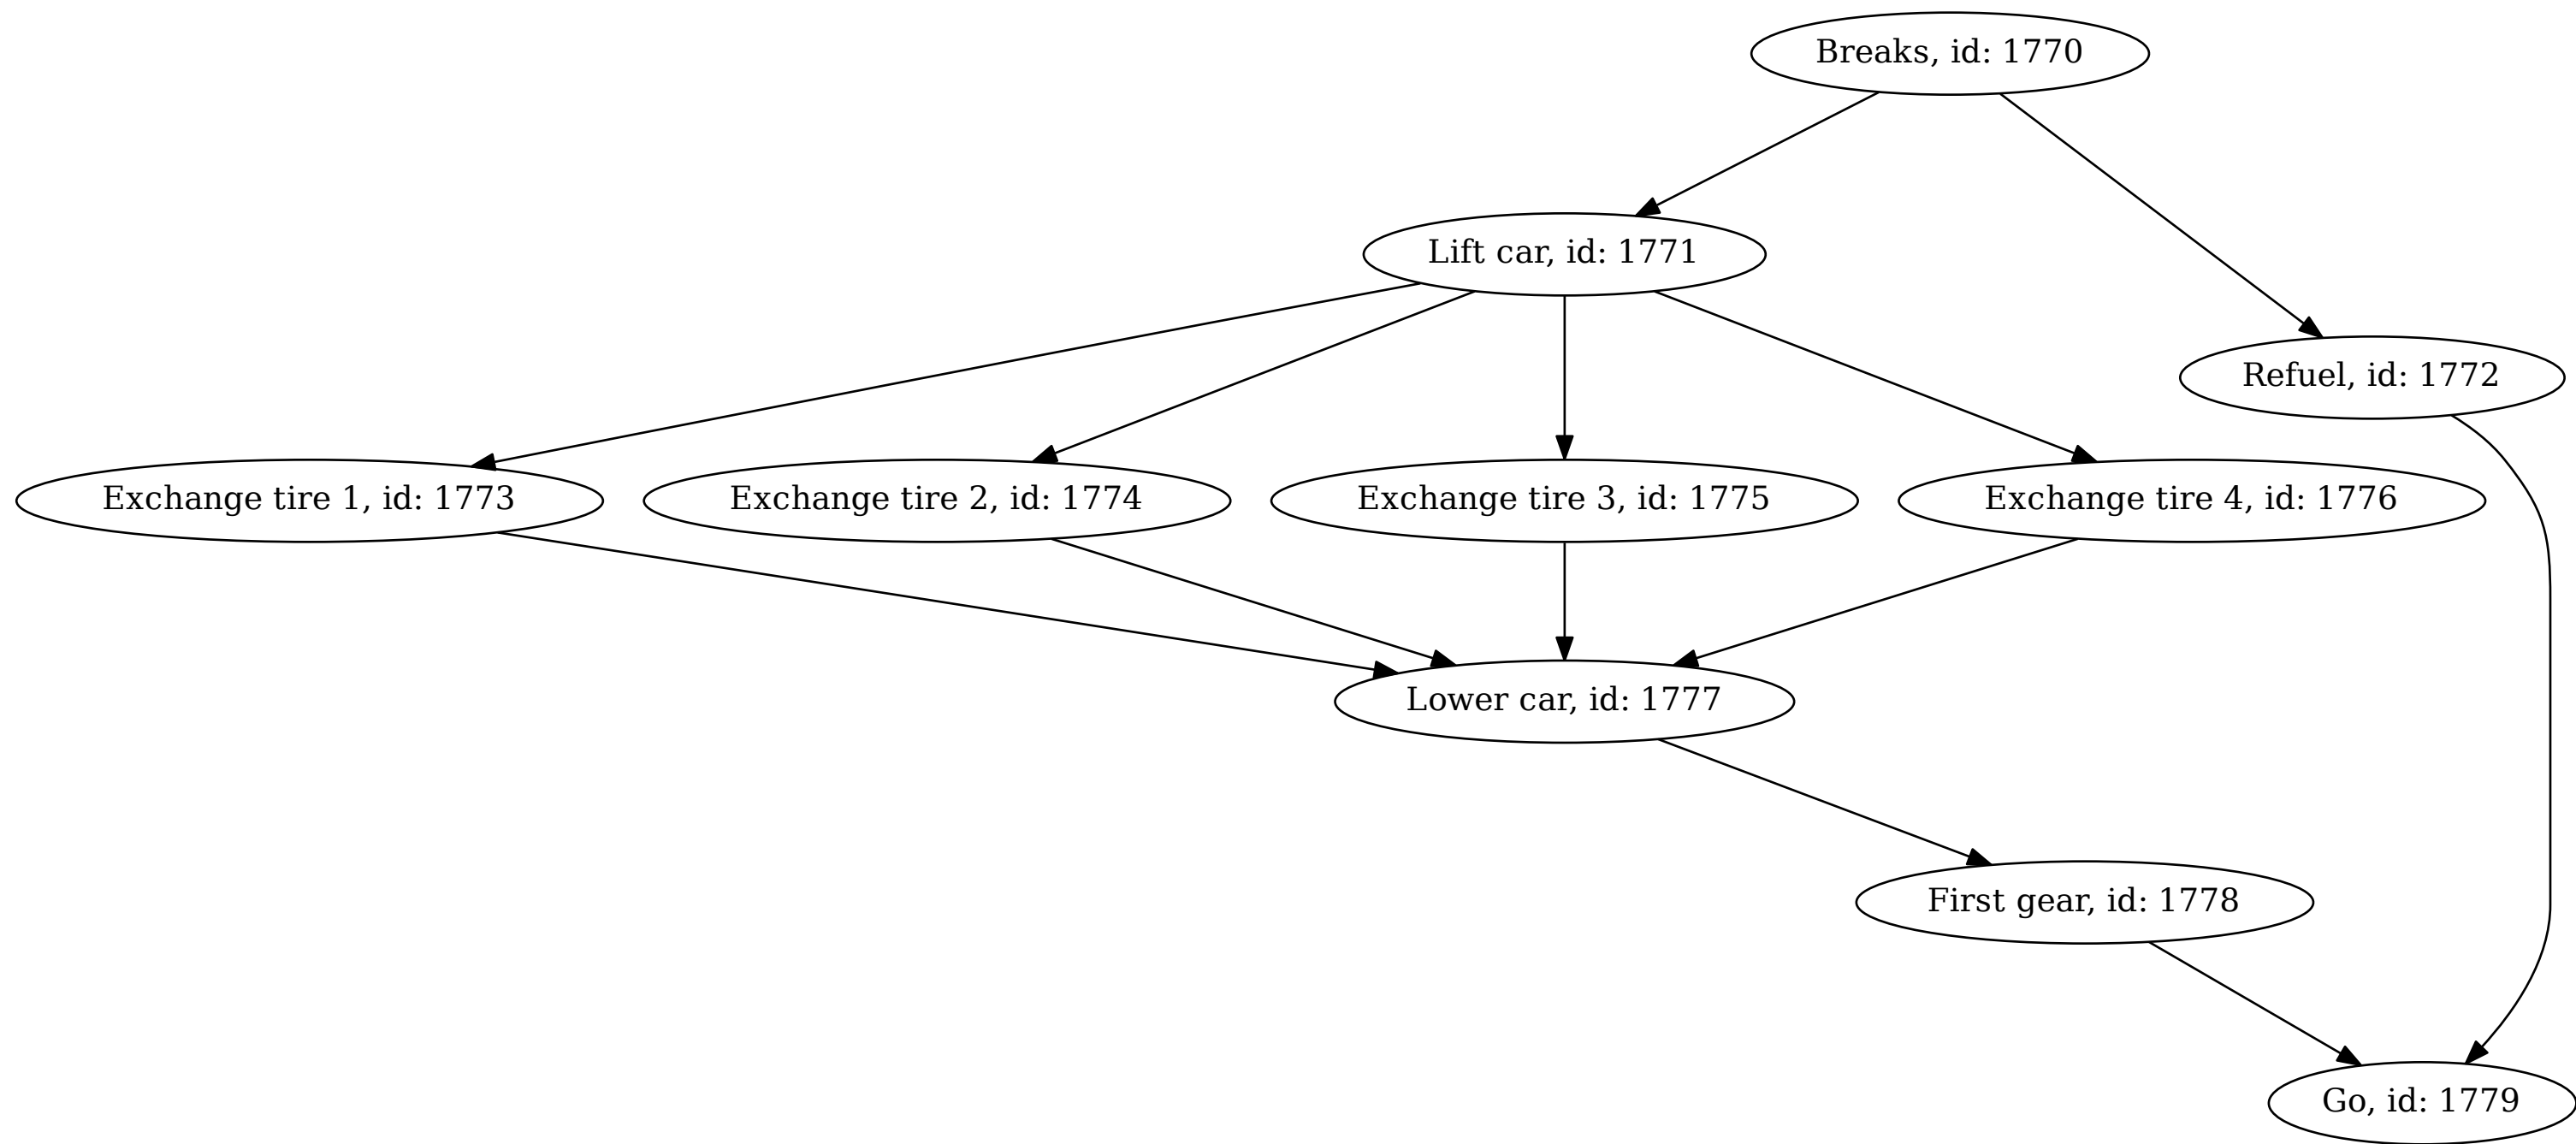 Breaks, id: 1770
Lift car, id: 1771
Refuel, id: 1772
Exchange tire 1, id: 1773
Exchange tire 2, id: 1774
Exchange tire 3, id: 1775
Exchange tire 4, id: 1776
Lower car, id: 1777
First gear, id: 1778
Go, id: 1779